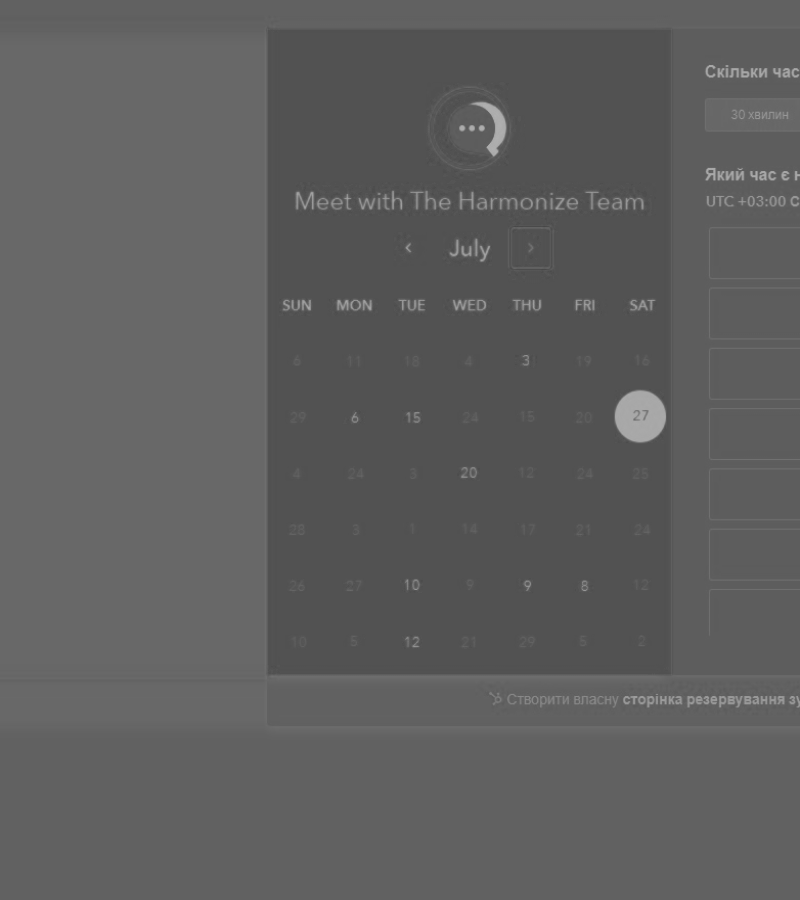 Скільки час
30 хвилин
Meet with The Harmonize Team
Який час є н
UTC +03:00 С
July
SUN MON TUE WED THU FRI SAT
6 11 18 4 3 19 16
29 6 15 24 15 20 27
4 24 3 20 12 24 25
28 3 1 14 17 21 24
26 27 10 9 9 8 12
10 5 12 21 29 5 2
Створити власну сторінка резервування зу